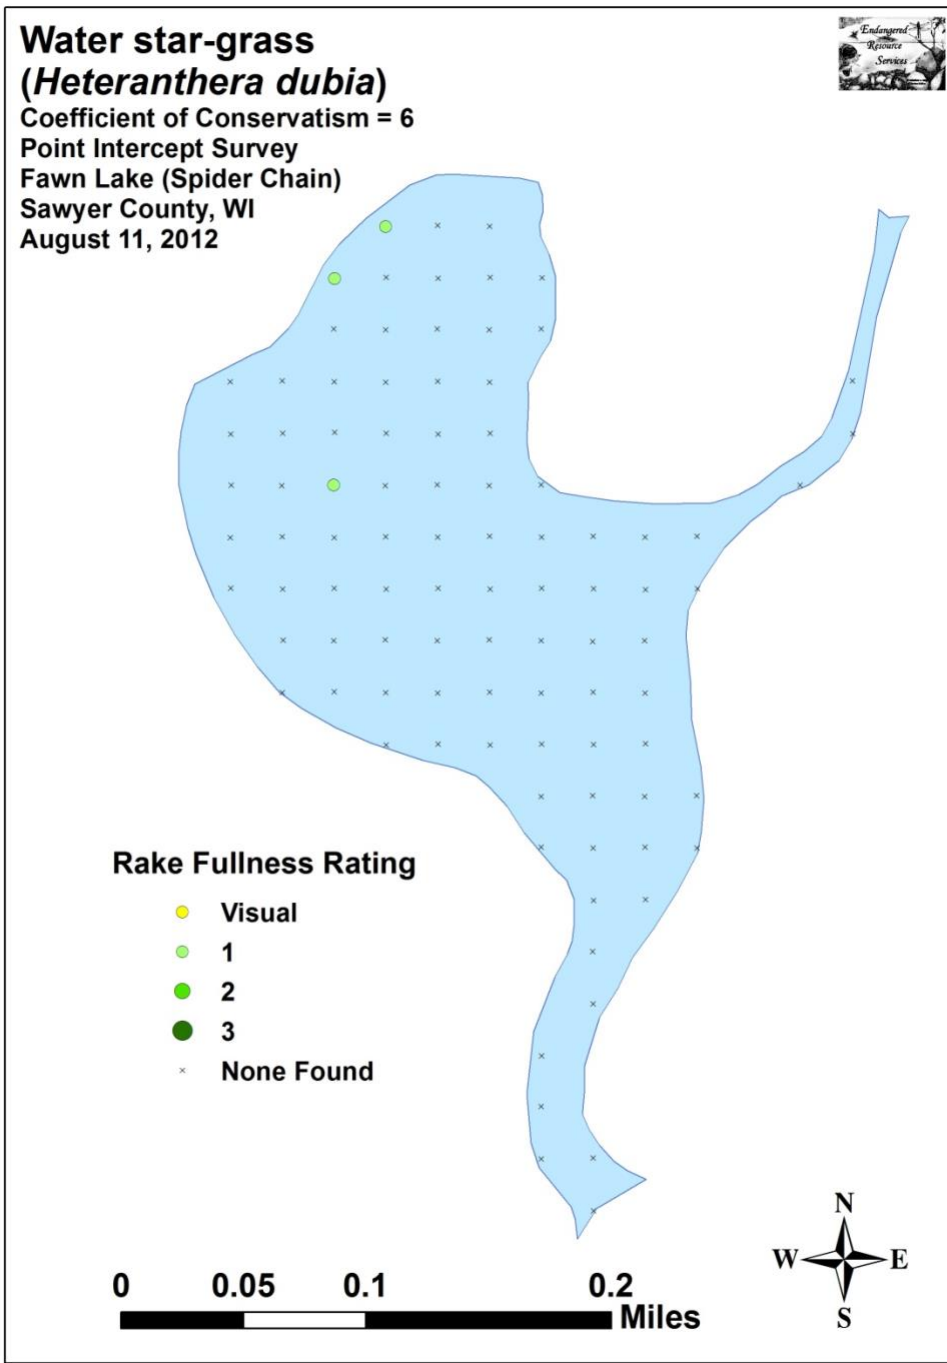 Water star-grass
(Heteranthera dubia)
Coefficient of Conservatism = 6
Point Intercept Survey
Fawn Lake (Spider Chain)
Sawyer County, WI
August 11, 2012
Endangered
Resource
Services
Rake Fullness Rating
Visual
1
2
3
None Found
0 0.05 0.1 0.2
Miles
N
W E
S